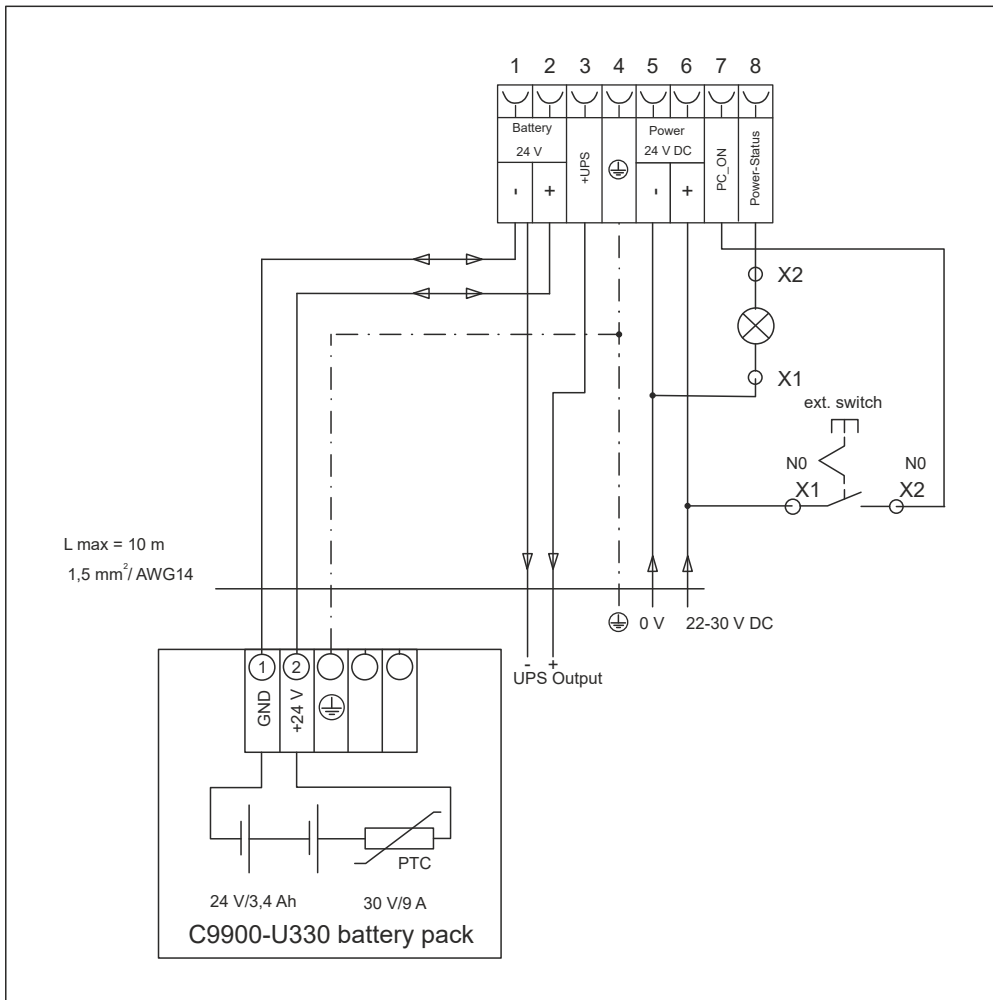 1 2 3 4 5 6 7 8
Battery
24 V
- +
+UPS
Power
24 V DC
- +
PC_ON
Power-Status
X2
X1
ext. switch
N0 N0
X1 X2
L max = 10 m
1,5 mm²/ AWG14
0 V 22-30 V DC
- +
UPS Output
1 2
GND
+24 V
PTC
24 V/3,4 Ah 30 V/9 A
C9900-U330 battery pack